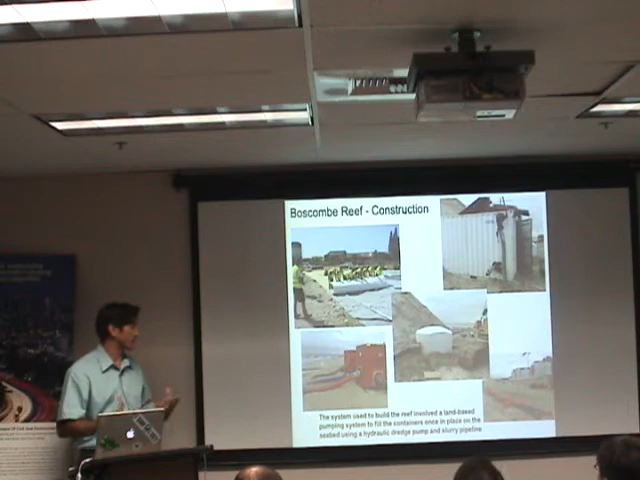 Boscombe Reef - Construction
The system used to build the reef involved a land-based
pumping system to fill the containers once in place on the
seabed using a hydraulic dredge pump and slurry pipeline